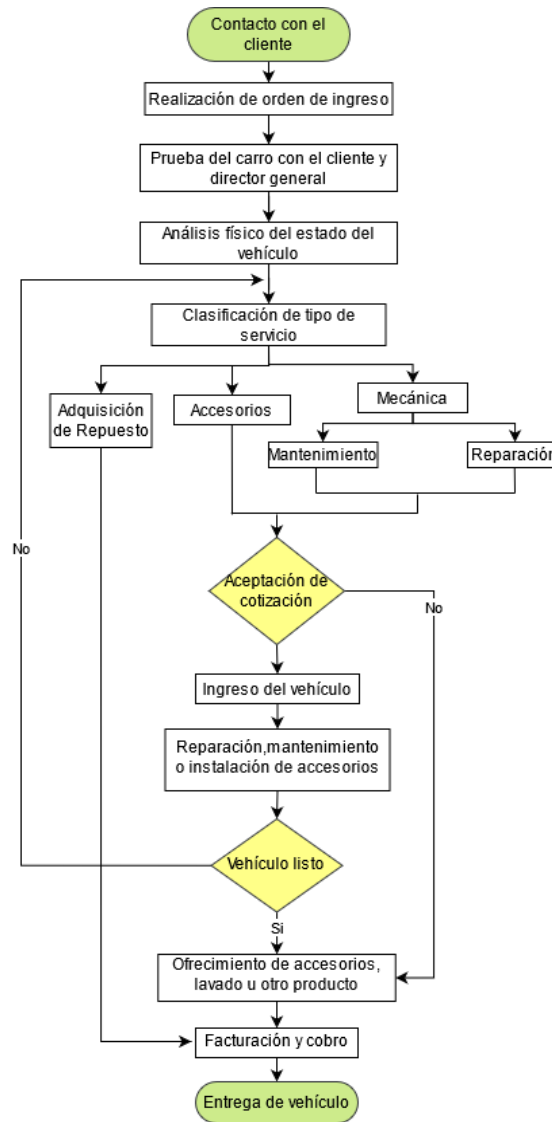 Contacto con el
cliente
Realización de orden de ingreso
Prueba del carro con el cliente y
director general
Análisis físico del estado del
vehículo
Clasificación de tipo de
servicio
Adquisición
de Repuesto
Accesorios
Mecánica
Mantenimiento
Reparación
No
Aceptación de
cotización
No
Ingreso del vehículo
Reparación,mantenimiento
o instalación de accesorios
Vehículo listo
Si
Ofrecimiento de accesorios,
lavado u otro producto
Facturación y cobro
Entrega de vehículo